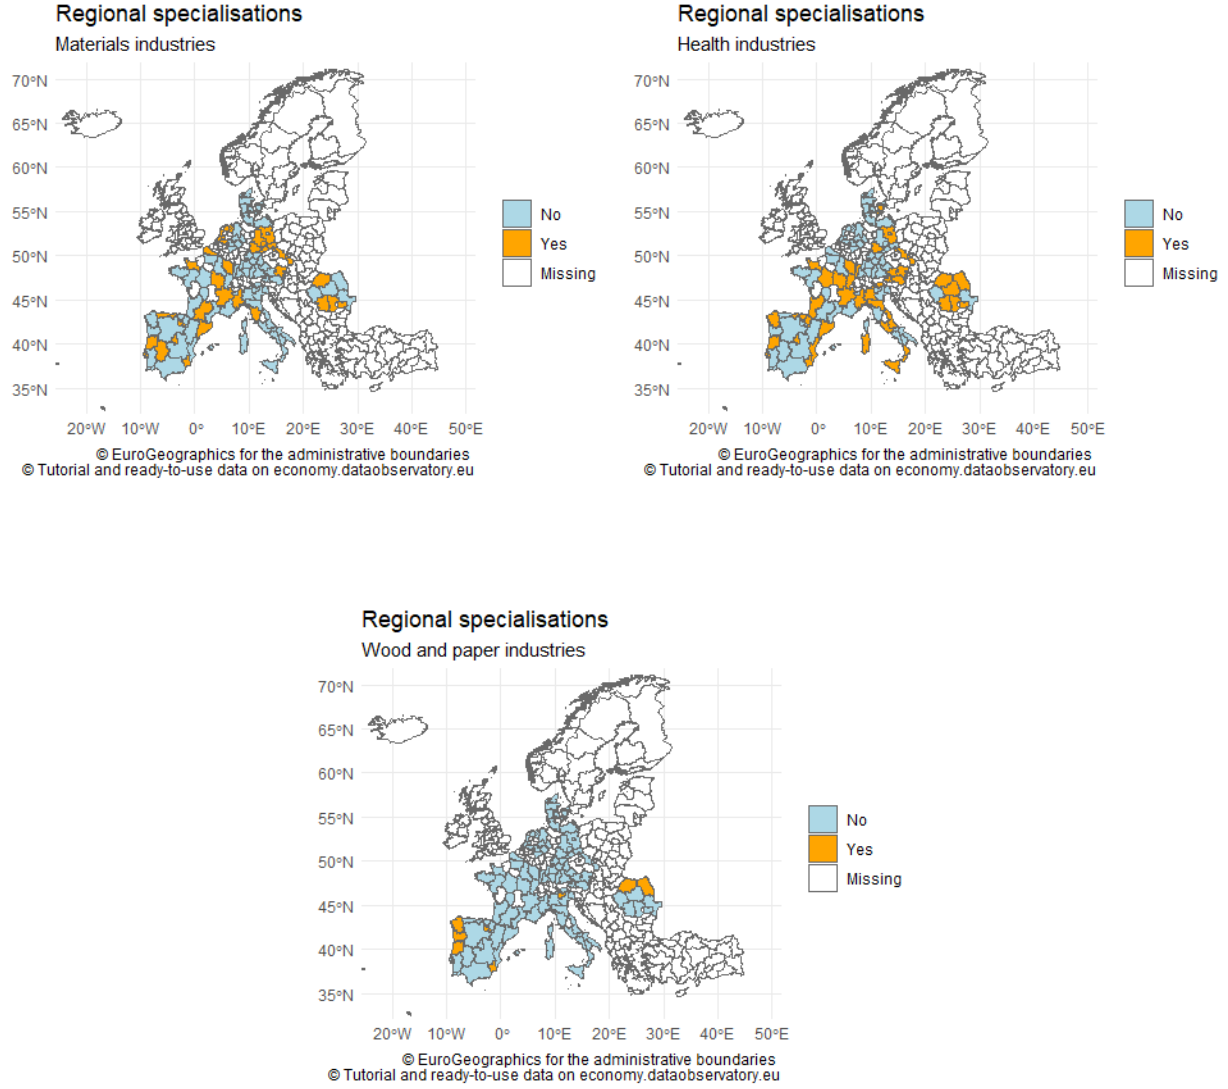 Regional specialisations
Materials industries
70°N
65°N
60°N
55°N
50°N
45°N
40°N
35°N
20°W 10°W 0° 10°E 20°E 30°E 40°E 50°E
No
Yes
Missing
© EuroGeographics for the administrative boundaries
© Tutorial and ready-to-use data on economy.dataobservatory.eu
Regional specialisations
Health industries
70°N
65°N
60°N
55°N
50°N
45°N
40°N
35°N
20°W 10°W 0° 10°E 20°E 30°E 40°E 50°E
No
Yes
Missing
© EuroGeographics for the administrative boundaries
© Tutorial and ready-to-use data on economy.dataobservatory.eu
Regional specialisations
Wood and paper industries
70°N
65°N
60°N
55°N
50°N
45°N
40°N
35°N
20°W 10°W 0° 10°E 20°E 30°E 40°E 50°E
No
Yes
Missing
© EuroGeographics for the administrative boundaries
© Tutorial and ready-to-use data on economy.dataobservatory.eu